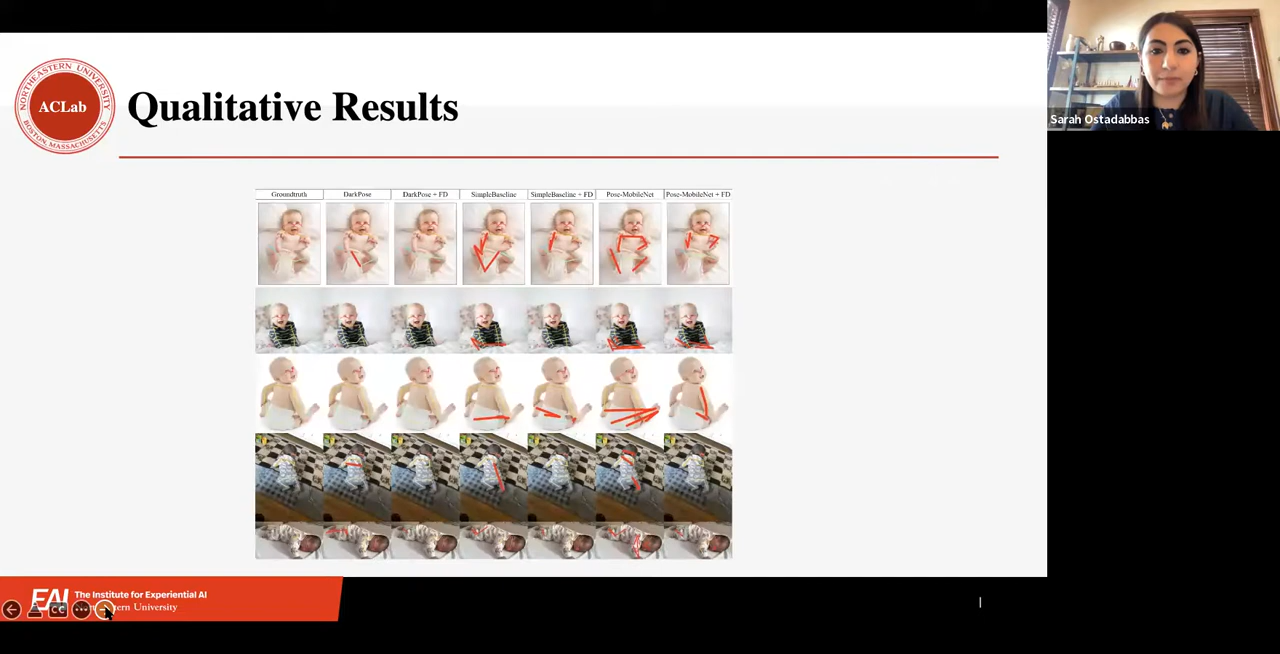 NORTHEASTERN UNIVERSITY
ACLab
BOSTON, MASSACHUSETTS
Qualitative Results
Sarah Ostadabbas
Groundtruth DarkPose DarkPose + FD SimpleBaseline SimpleBaseline + FD Pose-MobileNet Pose-MobileNet + FD
EAI The Institute for Experiential AI
CC